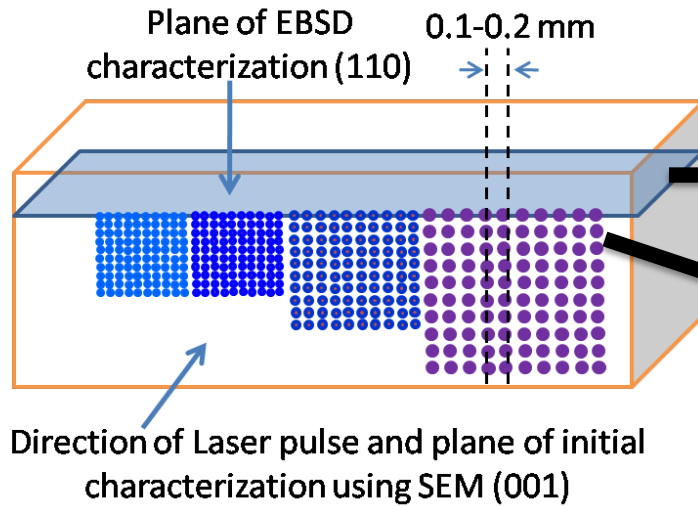 Plane of EBSD
characterization (110)
0.1-0.2 mm
Direction of Laser pulse and plane of initial
characterization using SEM (001)